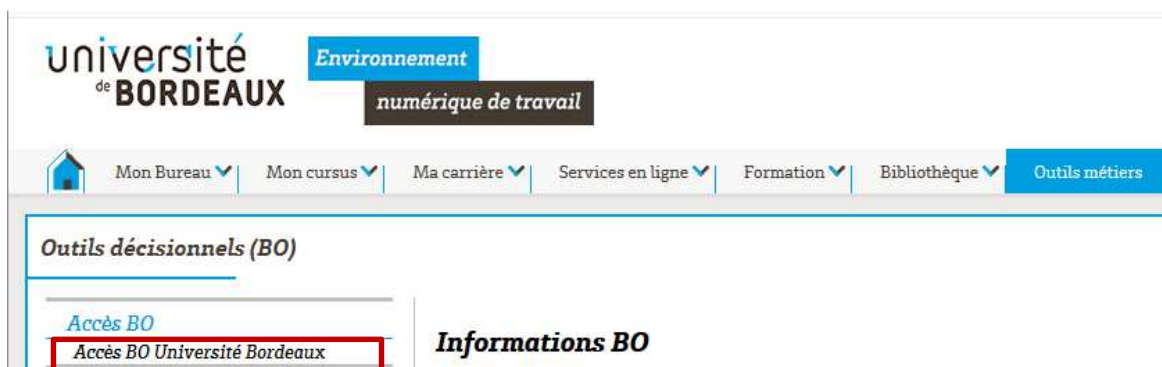 université
de BORDEAUX
Environnement
numérique de travail
Mon Bureau Mon cursus Ma carrière Services en ligne Formation Bibliothèque Outils métiers
Outils décisionnels (BO)
Accès BO
Accès BO Université Bordeaux
Informations BO